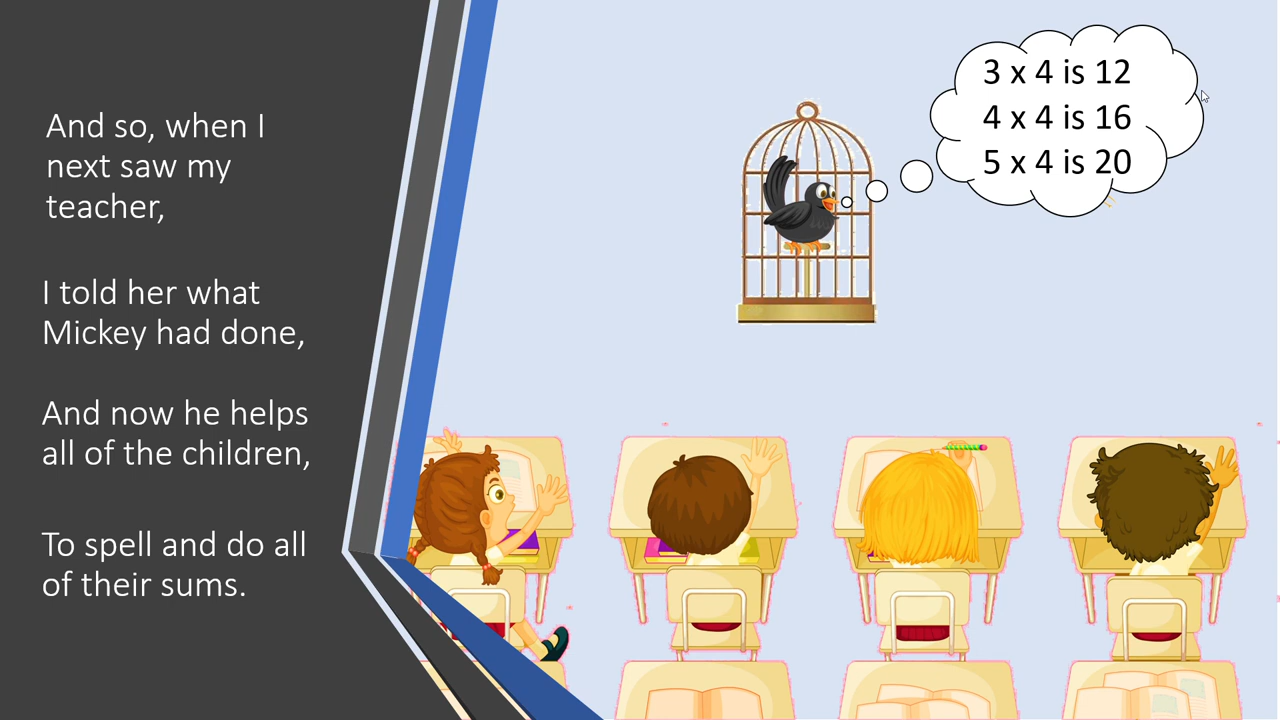 And so, when I
next saw my
teacher,
I told her what
Mickey had done,
And now he helps
all of the children,
To spell and do all
of their sums.
3 x 4 is 12
4 x 4 is 16
5 x 4 is 20